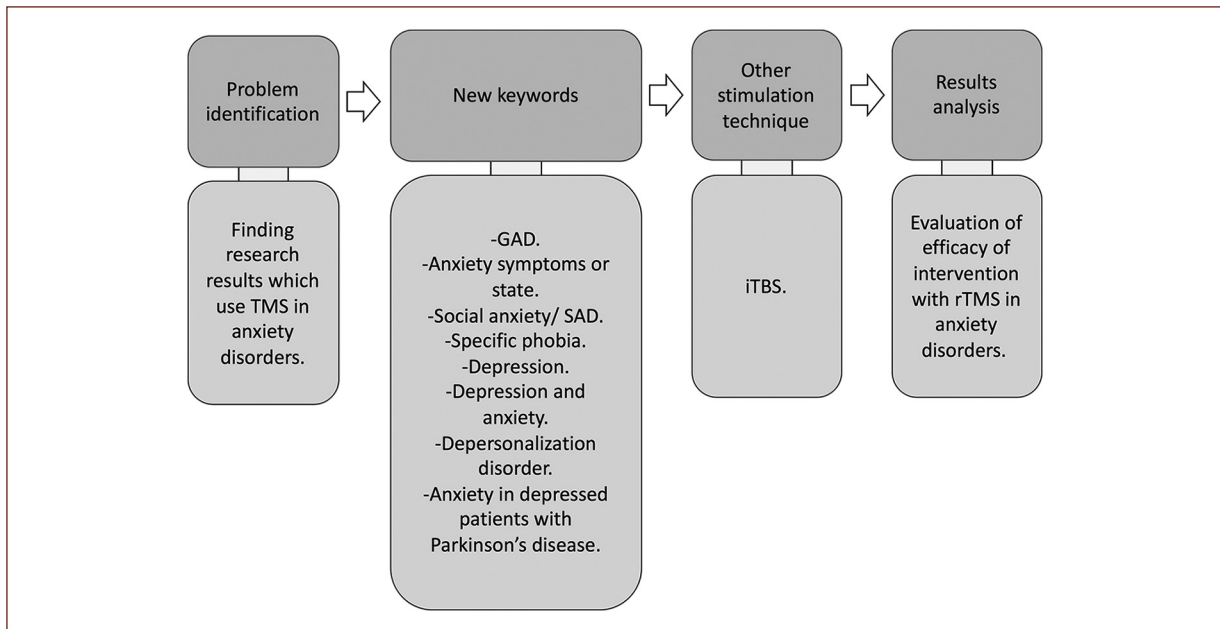 Problem
identification
New keywords
Other
stimulation
technique
Results
analysis
Finding
research
results which
use TMS in
anxiety
disorders.
-GAD.
-Anxiety symptoms or
state.
-Social anxiety/ SAD.
-Specific phobia.
-Depression.
-Depression and
anxiety.
-Depersonalization
disorder.
-Anxiety in depressed
patients with
Parkinson’s disease.
iTBS.
Evaluation of
efficacy of
intervention
with rTMS in
anxiety
disorders.